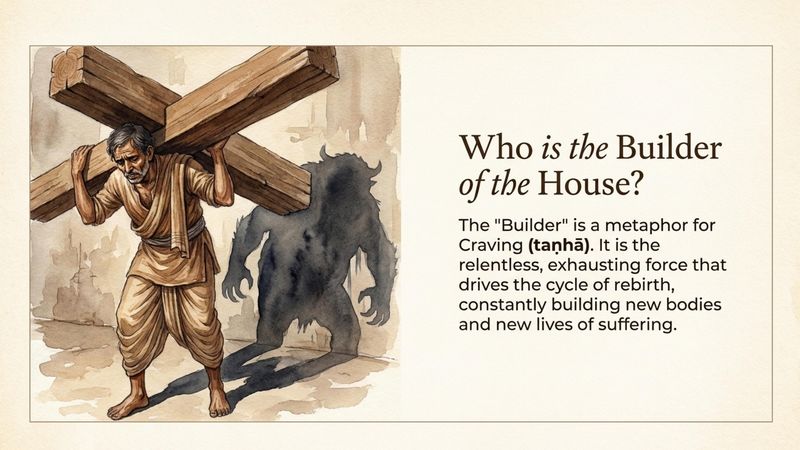 Who is the Builder
of the House?
The "Builder" is a metaphor for
Craving (taṇhā). It is the
relentless, exhausting force that
drives the cycle of rebirth,
constantly building new bodies
and new lives of suffering.